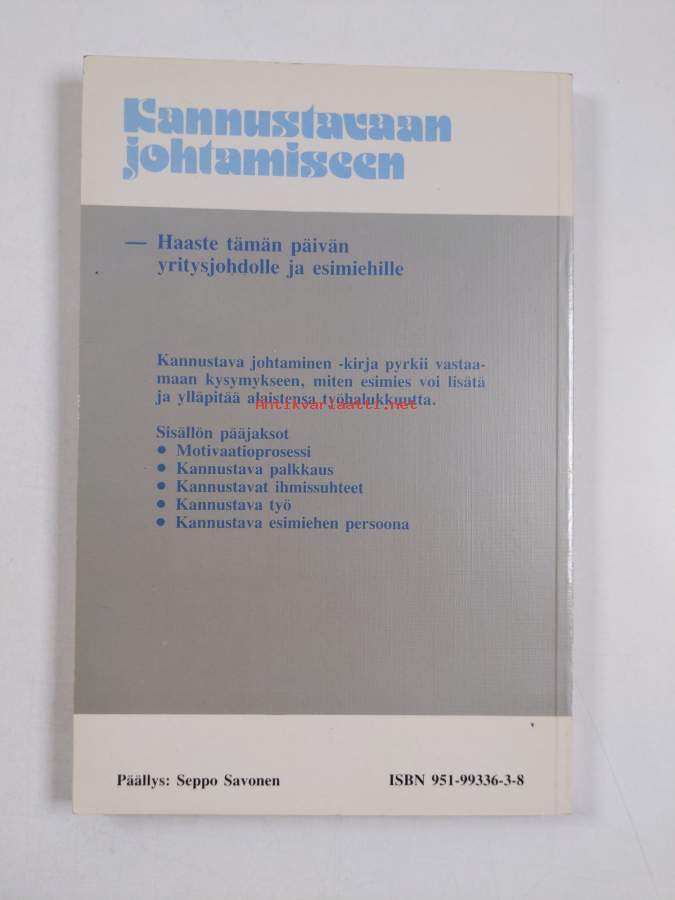 Kannustavaan
johtamiseen
— Haaste tämän päivän
yritysjohdolle ja esimiehille
Kannustava johtaminen -kirja pyrkii vastaa-
maan kysymykseen, miten esimies voi lisätä
ja ylläpitää alaistensa työhalukkuutta.
Antikvariaatti.net
Sisällön pääjaksot
● Motivaatioprosessi
● Kannustava palkkaus
● Kannustavat ihmissuhteet
● Kannustava työ
● Kannustava esimiehen persoona
Päällys: Seppo Savonen
ISBN 951-99336-3-8